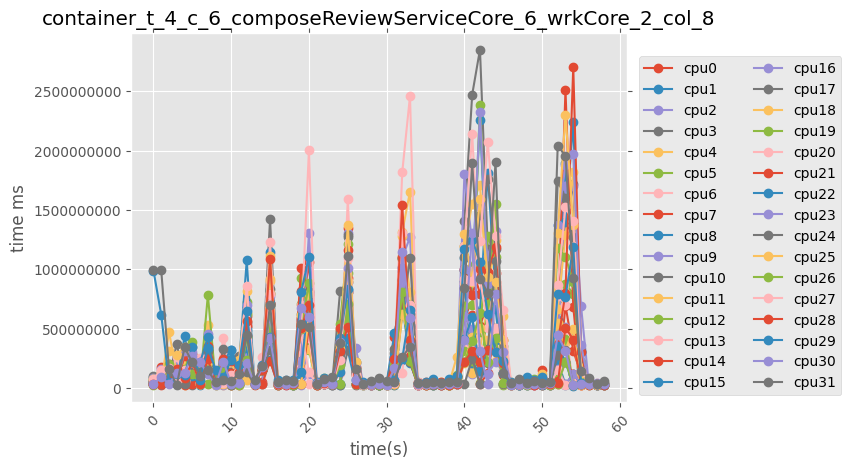 container_t_4_c_6_composeReviewServiceCore_6_wrkCore_2_col_8
time ms
2500000000
2000000000
1500000000
1000000000
500000000
0
0
10
20
30
40
50
60
time(s)
cpu0
cpu1
cpu2
cpu3
cpu4
cpu5
cpu6
cpu7
cpu8
cpu9
cpu10
cpu11
cpu12
cpu13
cpu14
cpu15
cpu16
cpu17
cpu18
cpu19
cpu20
cpu21
cpu22
cpu23
cpu24
cpu25
cpu26
cpu27
cpu28
cpu29
cpu30
cpu31